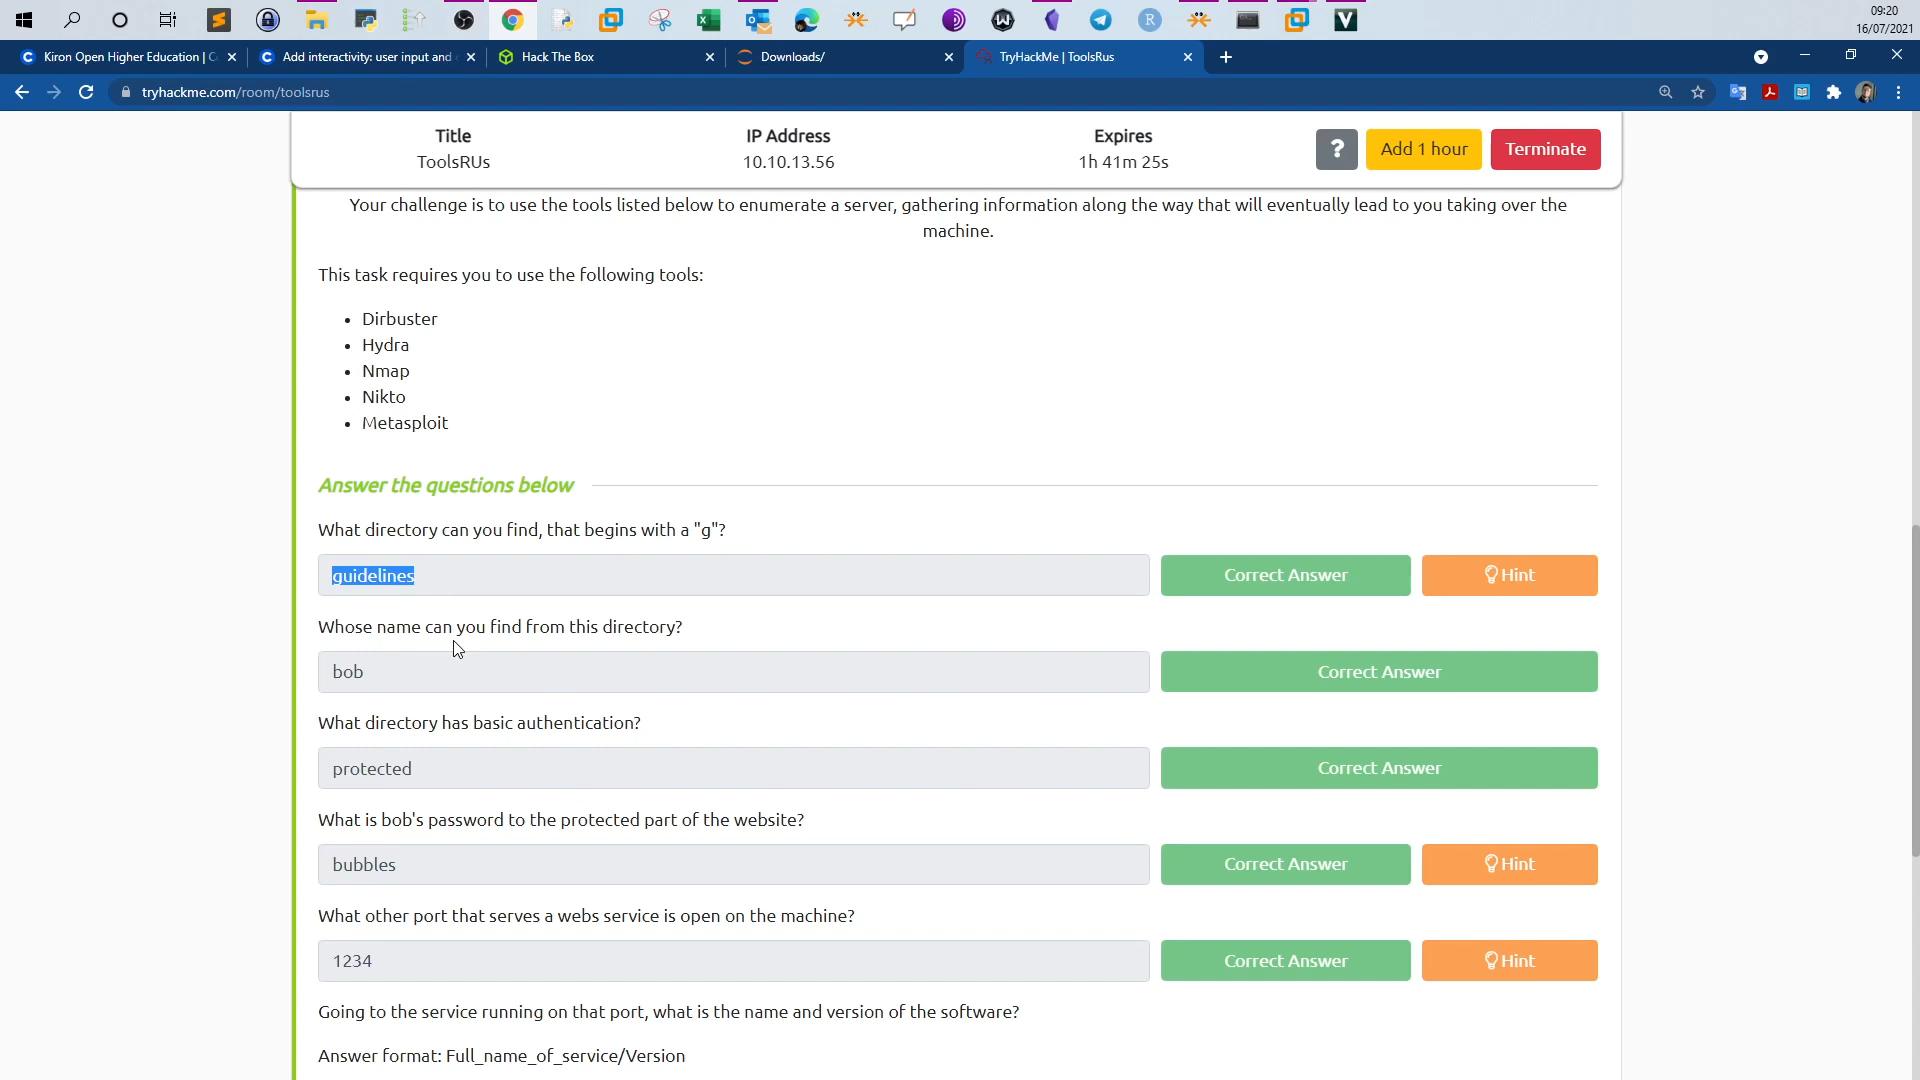 09:20
16/07/2021
Kiron Open Higher Education | C
Add interactivity: user input and
Hack The Box
Downloads/
TryHackMe | ToolsRus
tryhackme.com/room/toolsrus
Title
IP Address
Expires
ToolsRUs
10.10.13.56
1h 41m 25s
?
Add 1 hour
Terminate
Your challenge is to use the tools listed below to enumerate a server, gathering information along the way that will eventually lead to you taking over the
machine.
This task requires you to use the following tools:
• Dirbuster
• Hydra
• Nmap
• Nikto
• Metasploit
Answer the questions below
What directory can you find, that begins with a "g"?
guidelines
Correct Answer
Hint
Whose name can you find from this directory?
bob
Correct Answer
What directory has basic authentication?
protected
Correct Answer
What is bob's password to the protected part of the website?
bubbles
Correct Answer
Hint
What other port that serves a webs service is open on the machine?
1234
Correct Answer
Hint
Going to the service running on that port, what is the name and version of the software?
Answer format: Full_name_of_service/Version